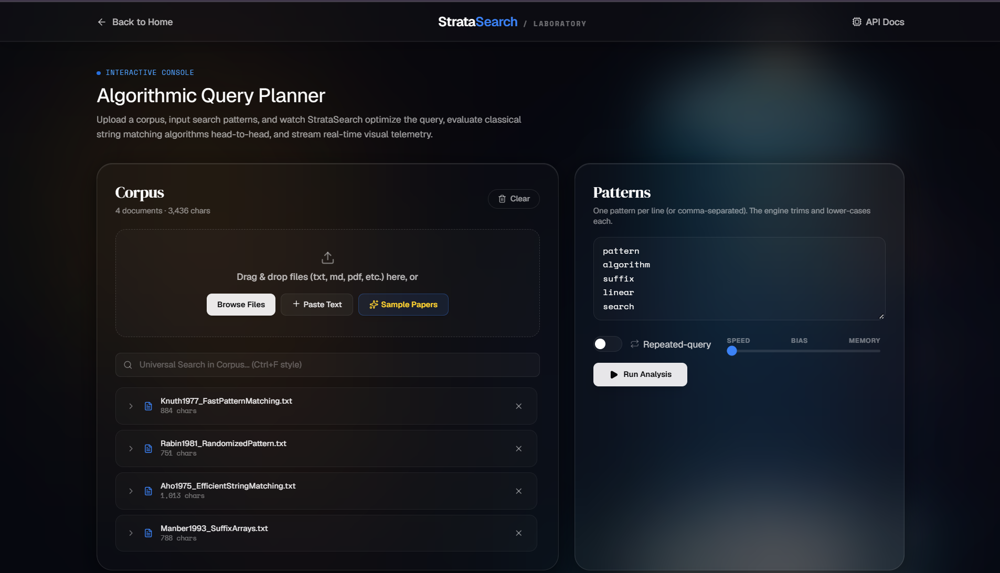 Back to Home
StrataSearch / LABORATORY
API Docs
INTERACTIVE CONSOLE
Algorithmic Query Planner
Upload a corpus, input search patterns, and watch StrataSearch optimize the query, evaluate classical
string matching algorithms head-to-head, and stream real-time visual telemetry.
Corpus
4 documents · 3,436 chars
Clear
Drag & drop files (txt, md, pdf, etc.) here, or
Browse Files
+ Paste Text
Sample Papers
Universal Search in Corpus... (Ctrl+F style)
Knuth1977_FastPatternMatching.txt
884 chars
Rabin1981_RandomizedPattern.txt
751 chars
Aho1975_EfficientStringMatching.txt
1,013 chars
Manber1993_SuffixArrays.txt
788 chars
Patterns
One pattern per line (or comma-separated). The engine trims and lower-cases
each.
pattern
algorithm
suffix
linear
search
Repeated-query
SPEED BIAS MEMORY
Run Analysis